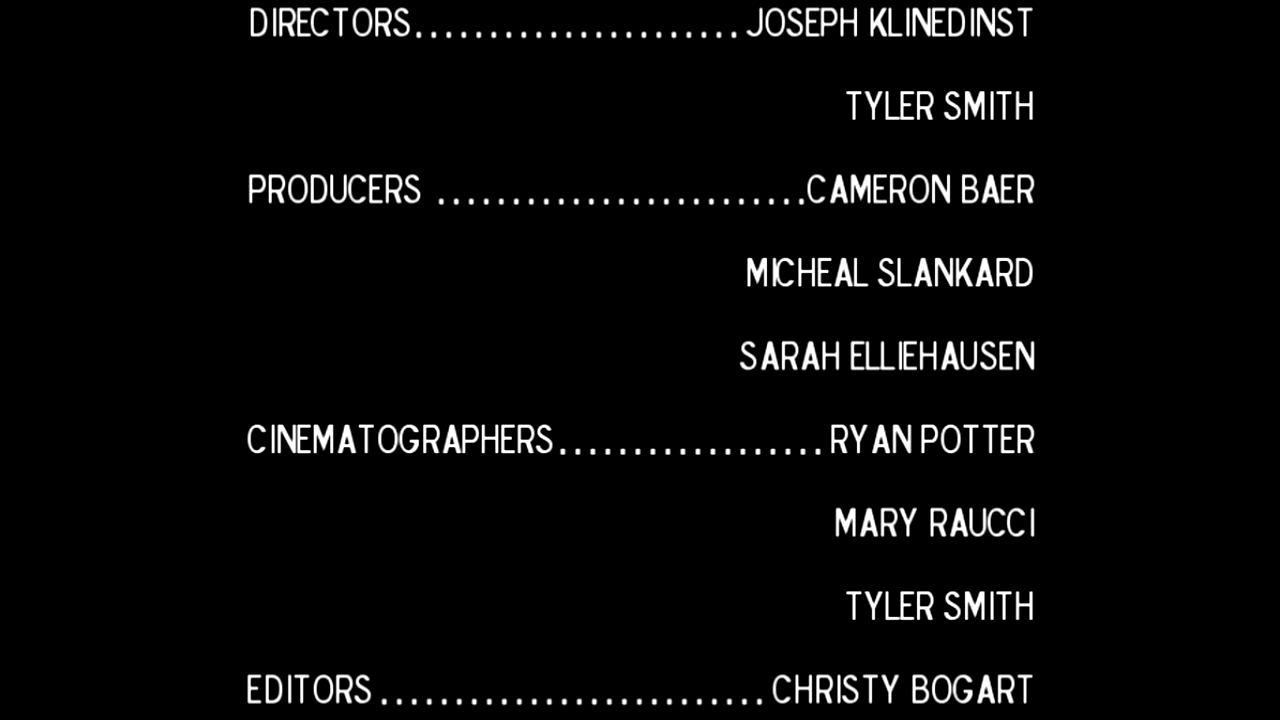 DIRECTORS......................JOSEPH KLINEDINST
TYLER SMITH
PRODUCERS .........................CAMERON BAER
MICHEAL SLANKARD
SARAH ELLIEHAUSEN
CINEMATOGRAPHERS..................RYAN POTTER
MARY RAUCCI
TYLER SMITH
EDITORS..........................CHRISTY BOGART